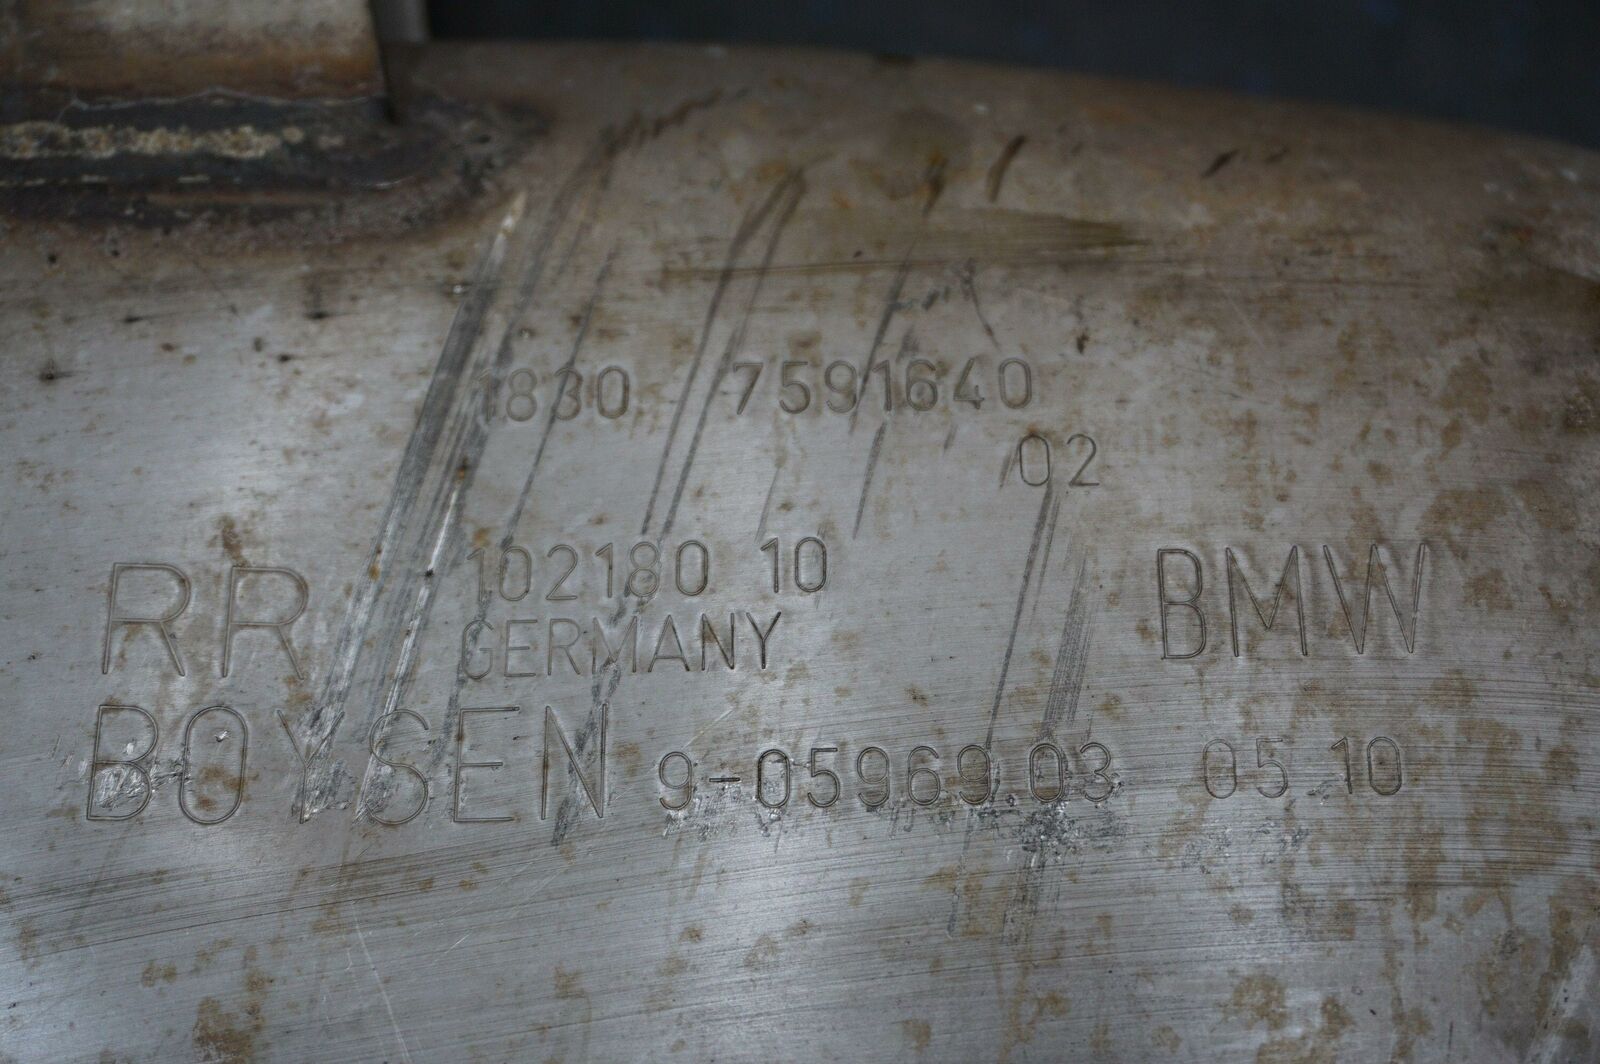 1830 7591640
02
RR 102180 10 BMW
GERMANY
BOYSEN 9-05969.03 05.10